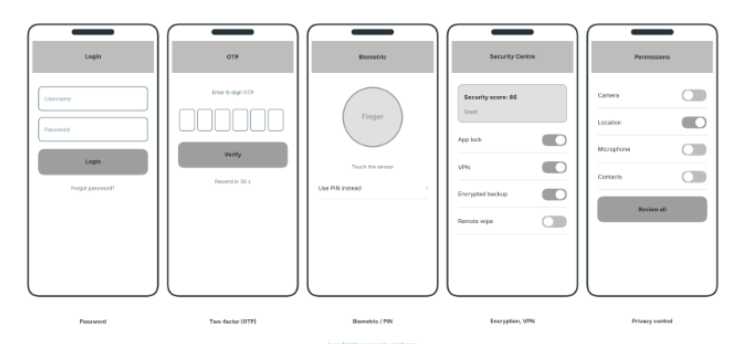 Login
Username
Password
Login
Forgot password?
Password
OTP
Enter 6-digit OTP
Verify
Resend in 30 s
Two-factor (OTP)
Biometric
Finger
Touch the sensor
Use PIN instead ›
Biometric / PIN
Security Centre
Security score: 86
Good
App lock
VPN
Encrypted backup
Remote wipe
Encryption, VPN
Permissions
Camera
Location
Microphone
Contacts
Review all
Privacy control